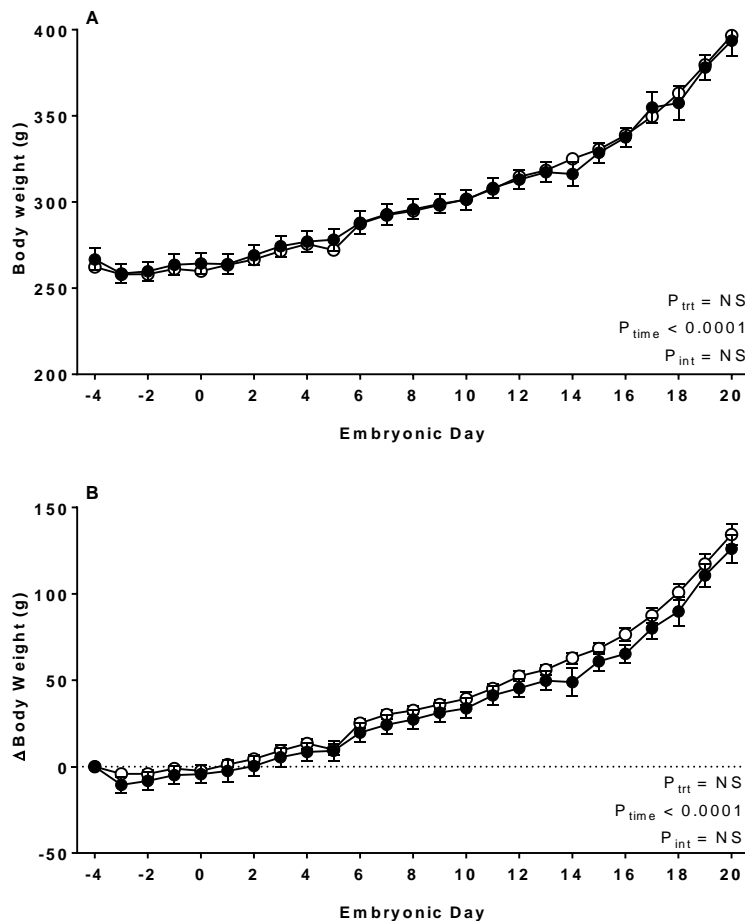 A
Body weight (g)
400
350
300
250
200
P trt = NS
P time < 0.0001
P int = NS
-4 -2 0 2 4 6 8 10 12 14 16 18 20
Embryonic Day
B
Δ Body Weight (g)
150
100
50
0
-50
P trt = NS
P time < 0.0001
P int = NS
-4 -2 0 2 4 6 8 10 12 14 16 18 20
Embryonic Day